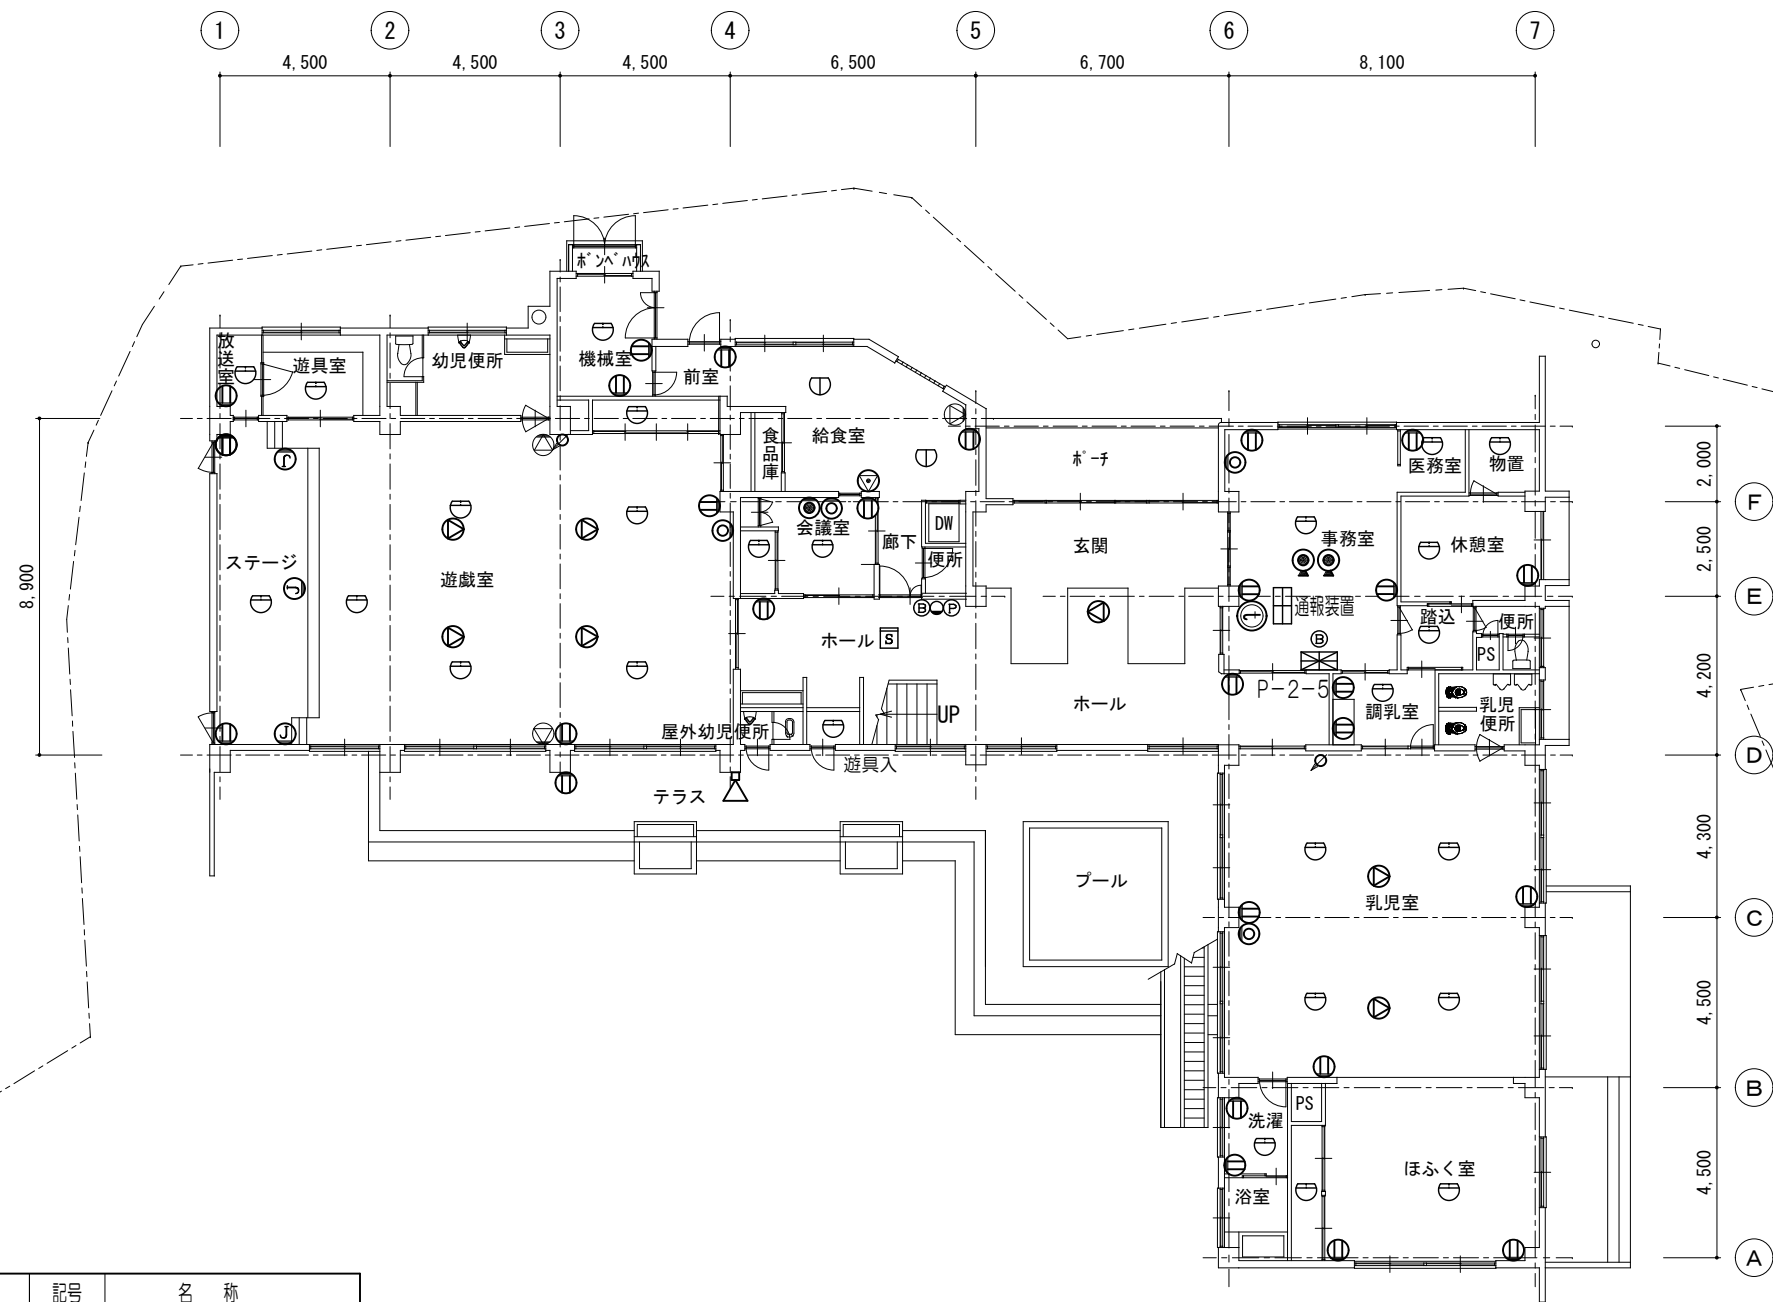 1 2 3 4 5 6 7
4,500 4,500 4,500 6,500 6,700 8,100
ボンベハウス
放送室
遊具室
幼児便所
機械室
前室
食品庫
給食室
ポーチ
医務室
物置
2,000
F
会議室
廊下
DW
便所
玄関
事務室
休憩室
2,500
ステージ
遊戯室
8,900
E
B P
通報装置
t
踏込
便所
ホール S
B
PS
P-2-5
J
J
J
UP
ホール
調乳室
乳児便所
4,200
屋外幼児便所
遊具入
D
テラス
4,300
プール
乳児室
C
4,500
B
PS
洗濯
ほふく室
浴室
4,500
A
記号 名 称